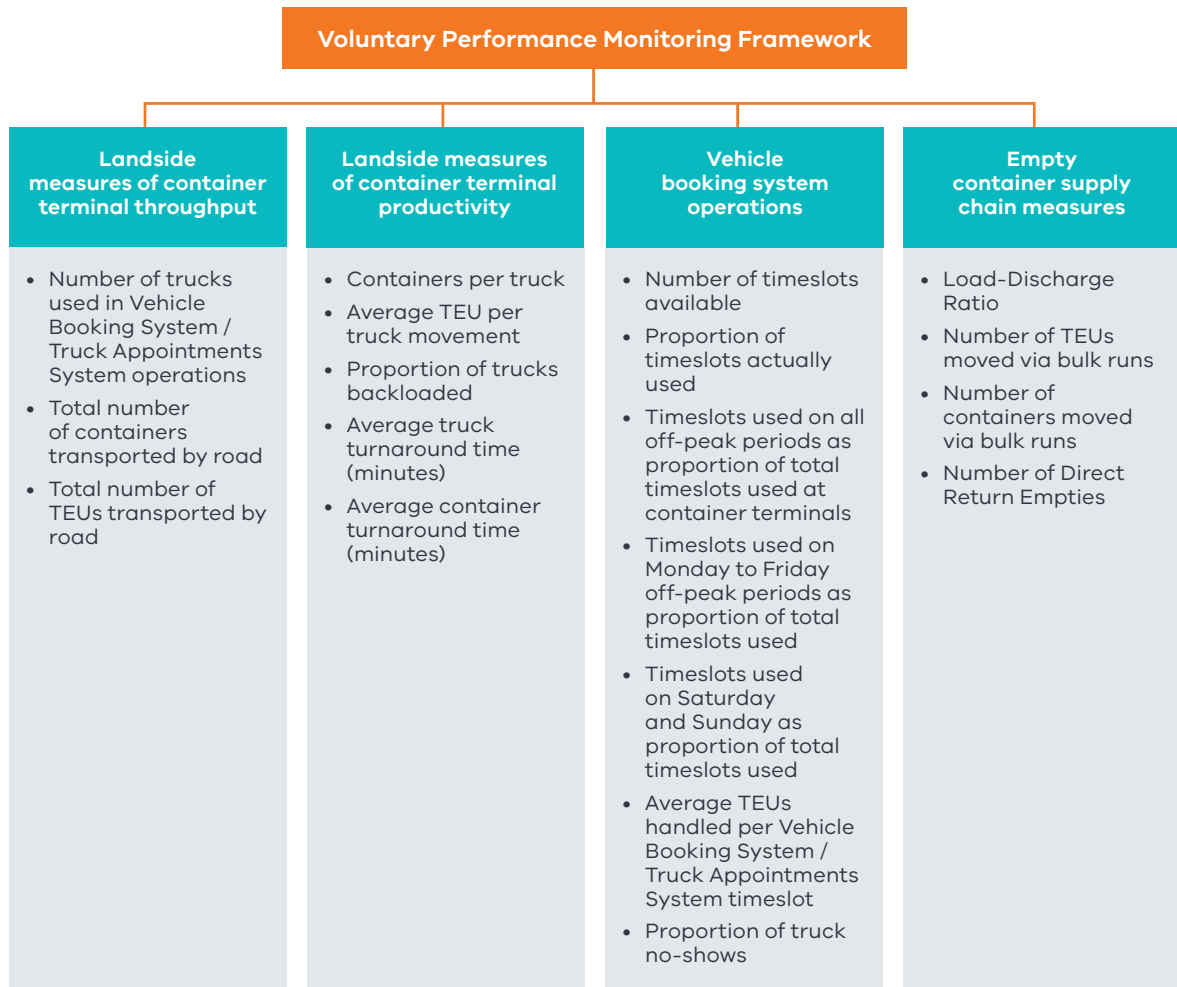 Voluntary Performance Monitoring Framework
Landside
measures of container
terminal throughput
• Number of trucks
used in Vehicle
Booking System /
Truck Appointments
System operations
• Total number
of containers
transported by road
• Total number of
TEUs transported by
road
Landside measures
of container terminal
productivity
• Containers per truck
• Average TEU per
truck movement
• Proportion of trucks
backloaded
• Average truck
turnaround time
(minutes)
• Average container
turnaround time
(minutes)
Vehicle
booking system
operations
• Number of timeslots
available
• Proportion of
timeslots actually
used
• Timeslots used on all
off-peak periods as
proportion of total
timeslots used at
container terminals
• Timeslots used on
Monday to Friday
off-peak periods as
proportion of total
timeslots used
• Timeslots used
on Saturday
and Sunday as
proportion of total
timeslots used
• Average TEUs
handled per Vehicle
Booking System /
Truck Appointments
System timeslot
• Proportion of truck
no-shows
Empty
container supply
chain measures
• Load-Discharge
Ratio
• Number of TEUs
moved via bulk runs
• Number of
containers moved
via bulk runs
• Number of Direct
Return Empties